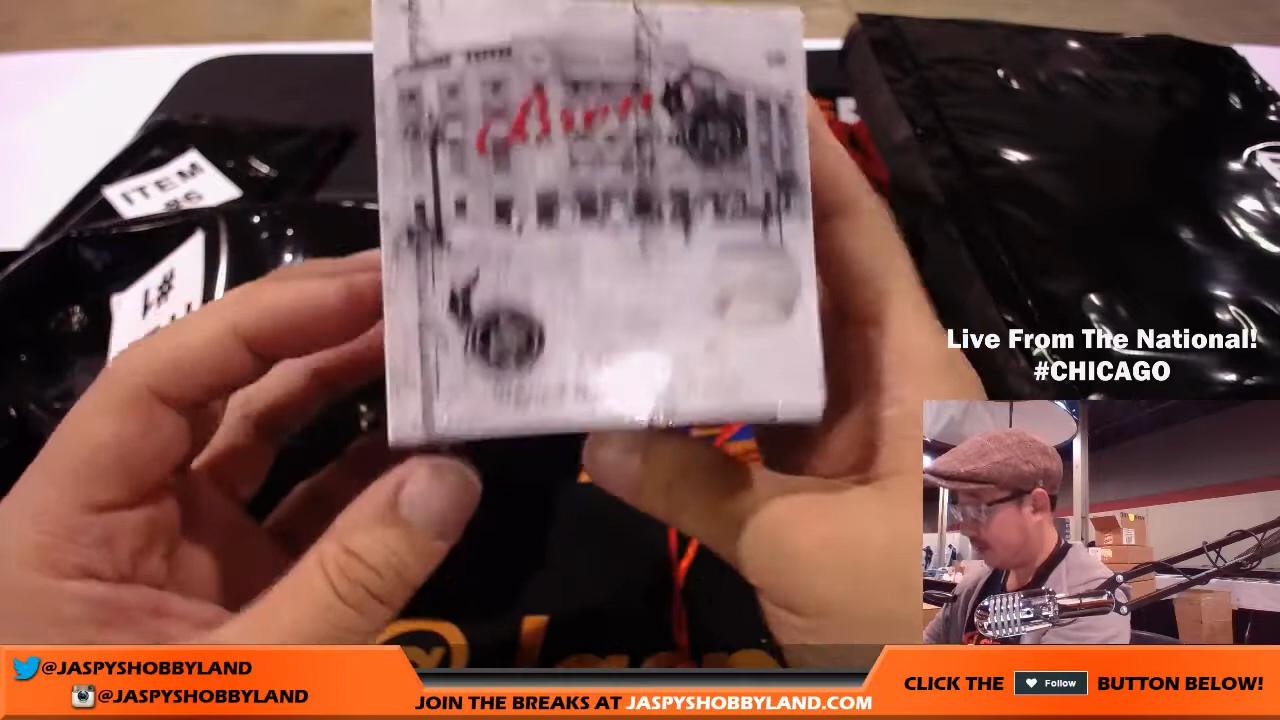 ITEM
#6
#1
Live From The National!
#CHICAGO
@JASPYSHOBBYLAND
@JASPYSHOBBYLAND
JOIN THE BREAKS AT JASPYSHOBBYLAND.COM
CLICK THE Follow BUTTON BELOW!